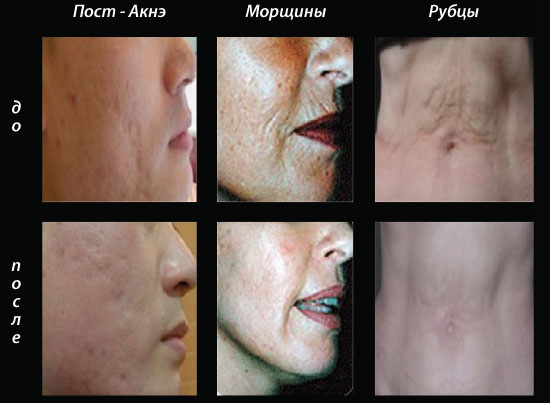 Пост - Акнэ
Морщины
Рубцы
до
после